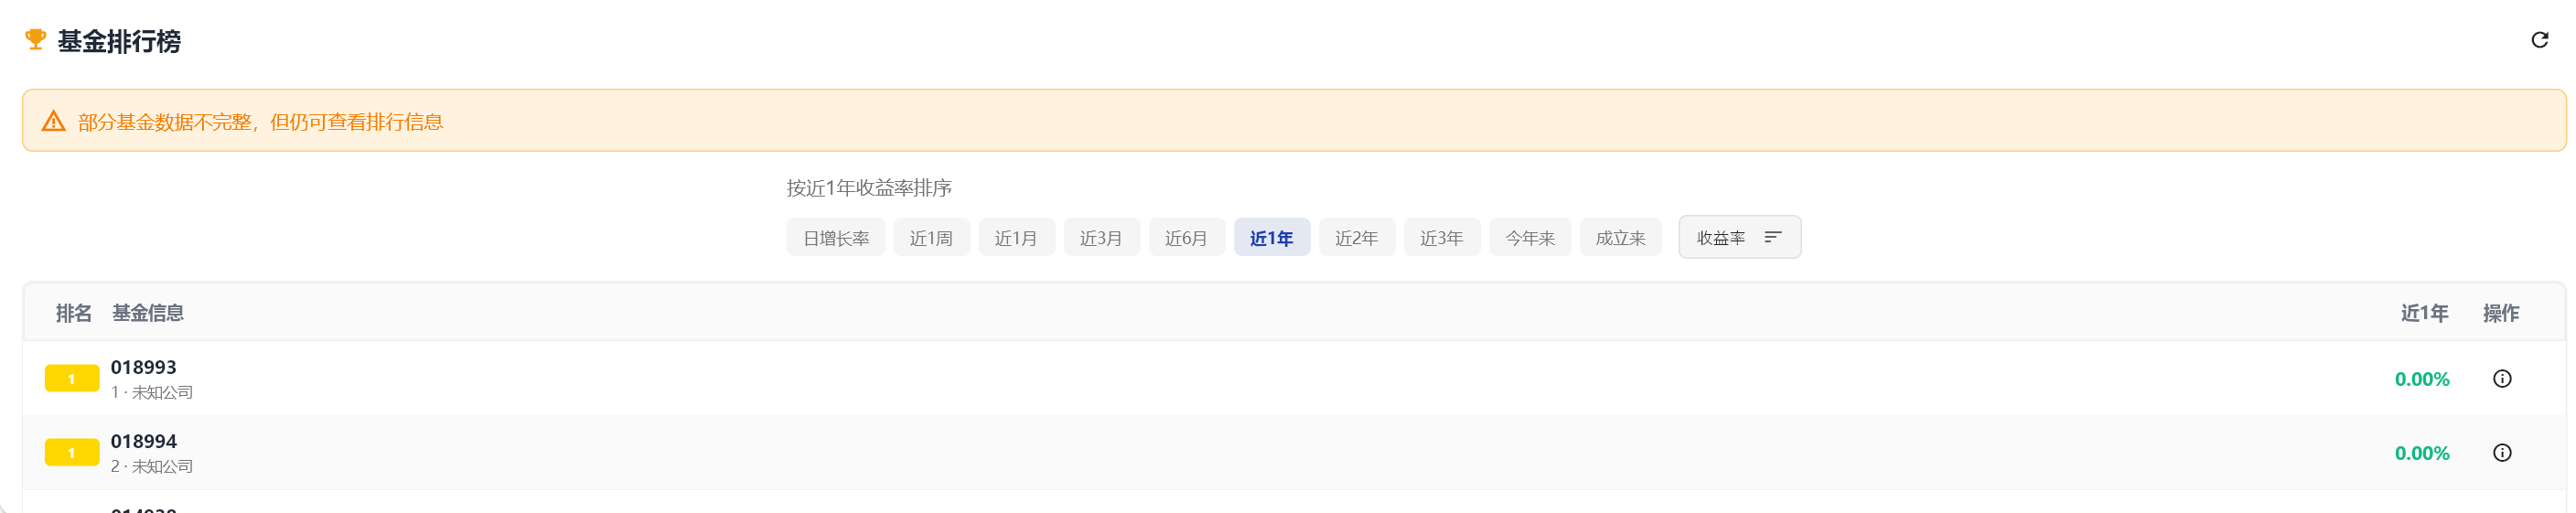 基金排行榜
部分基金数据不完整，但仍可查看排行信息
按近1年收益率排序
日增长率 近1周 近1月 近3月 近6月 近1年 近2年 近3年 今年来 成立来 收益率
排名 基金信息 近1年 操作
1 018993 0.00%
1 · 未知公司
1 018994 0.00%
2 · 未知公司